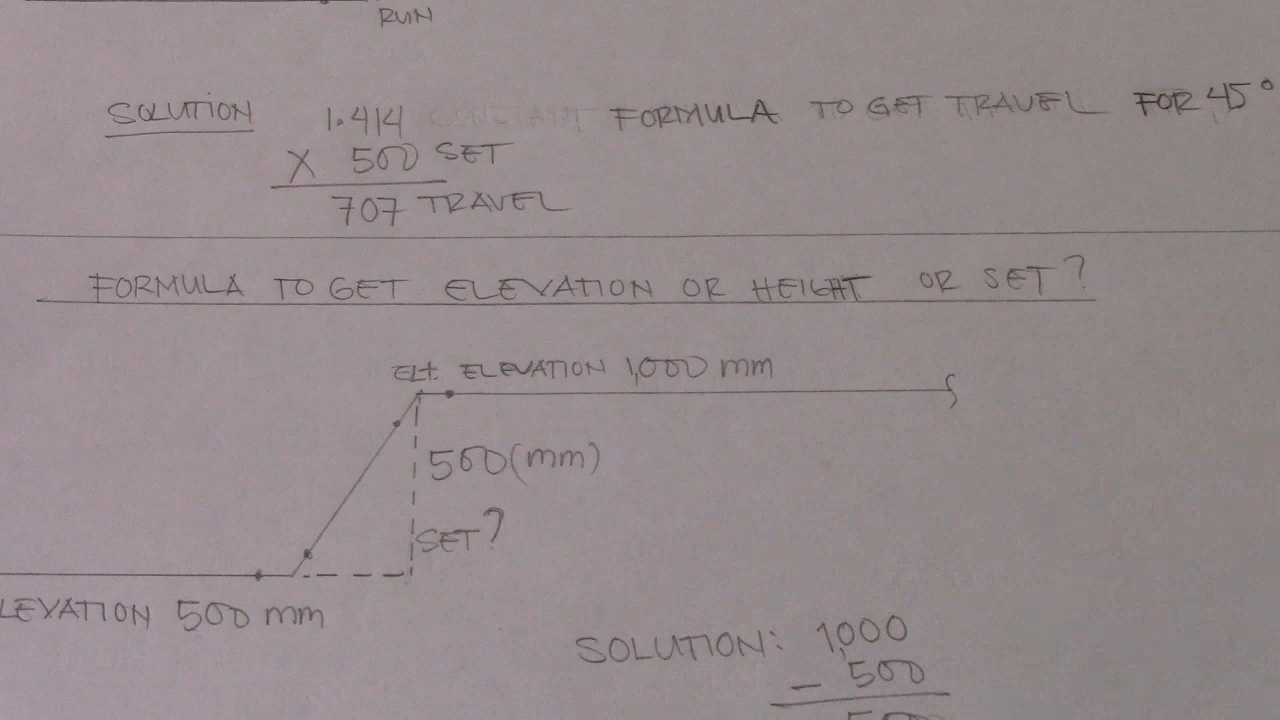 RUN
SOLUTION 1.414 CONCTANT FORMULA TO GET TRAVEL FOR 45°
X 500 SET
707 TRAVEL
FORMULA TO GET ELEVATION OR HEIGHT OR SET?
ELEVATION 1,000 mm
500(mm)
SET?
LEVATION 500 mm
SOLUTION: 1,000
- 500